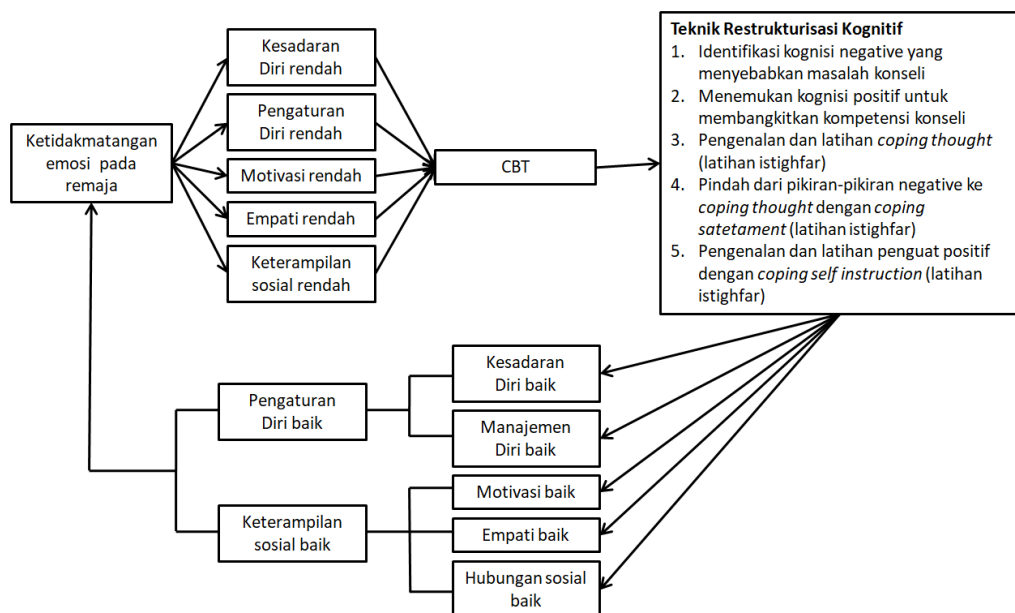 Ketidakmatangan
emosi pada
remaja
Kesadaran
Diri rendah
Pengaturan
Diri rendah
Motivasi rendah
Empati rendah
Keterampilan
sosial rendah
CBT
Teknik Restrukturisasi Kognitif
1. Identifikasi kognisi negative yang
menyebabkan masalah konseli
2. Menemukan kognisi positif untuk
membangkitkan kompetensi konseli
3. Pengenalan dan latihan coping thought
(latihan istighfar)
4. Pindah dari pikiran-pikiran negative ke
coping thought dengan coping
satetament (latihan istighfar)
5. Pengenalan dan latihan penguat positif
dengan coping self instruction (latihan
istighfar)
Pengaturan
Diri baik
Keterampilan
sosial baik
Kesadaran
Diri baik
Manajemen
Diri baik
Motivasi baik
Empati baik
Hubungan sosial
baik